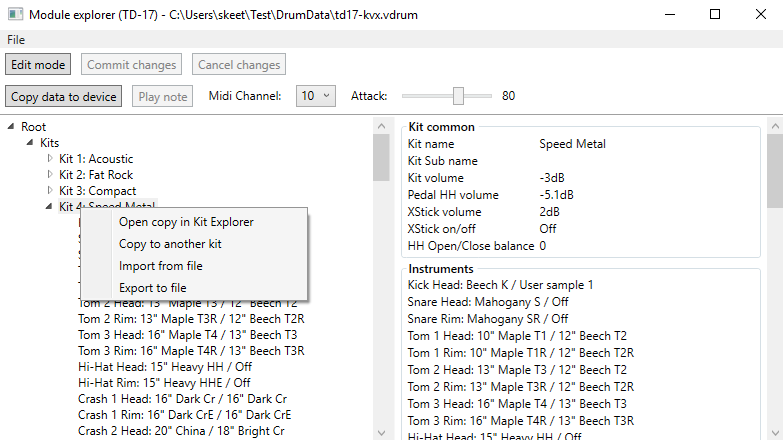 Module explorer (TD-17) - C:\Users\skeet\Test\DrumData\td17-kvx.vdrum
File
Edit mode Commit changes Cancel changes
Copy data to device Play note Midi Channel: 10 Attack: 80
Root
Kits
Kit 1: Acoustic
Kit 2: Fat Rock
Kit 3: Compact
Kit 4: Speed Metal
Open copy in Kit Explorer
Copy to another kit
Import from file
Export to file
Tom 2 Head: 13" Maple T3 / 12" Beech T2
Tom 2 Rim: 13" Maple T3R / 12" Beech T2R
Tom 3 Head: 16" Maple T4 / 13" Beech T3
Tom 3 Rim: 16" Maple T4R / 13" Beech T3R
Hi-Hat Head: 15" Heavy HH / Off
Hi-Hat Rim: 15" Heavy HHE / Off
Crash 1 Head: 16" Dark Cr / 16" Dark Cr
Crash 1 Rim: 16" Dark CrE / 16" Dark CrE
Crash 2 Head: 20" China / 18" Bright Cr
Kit common
Kit name Speed Metal
Kit Sub name
Kit volume -3dB
Pedal HH volume -5.1dB
XStick volume 2dB
XStick on/off Off
HH Open/Close balance 0
Instruments
Kick Head: Beech K / User sample 1
Snare Head: Mahogany S / Off
Snare Rim: Mahogany SR / Off
Tom 1 Head: 10" Maple T1 / 12" Beech T2
Tom 1 Rim: 10" Maple T1R / 12" Beech T2R
Tom 2 Head: 13" Maple T3 / 12" Beech T2
Tom 2 Rim: 13" Maple T3R / 12" Beech T2R
Tom 3 Head: 16" Maple T4 / 13" Beech T3
Tom 3 Rim: 16" Maple T4R / 13" Beech T3R
Hi-Hat Head: 15" Heavy HH / Off